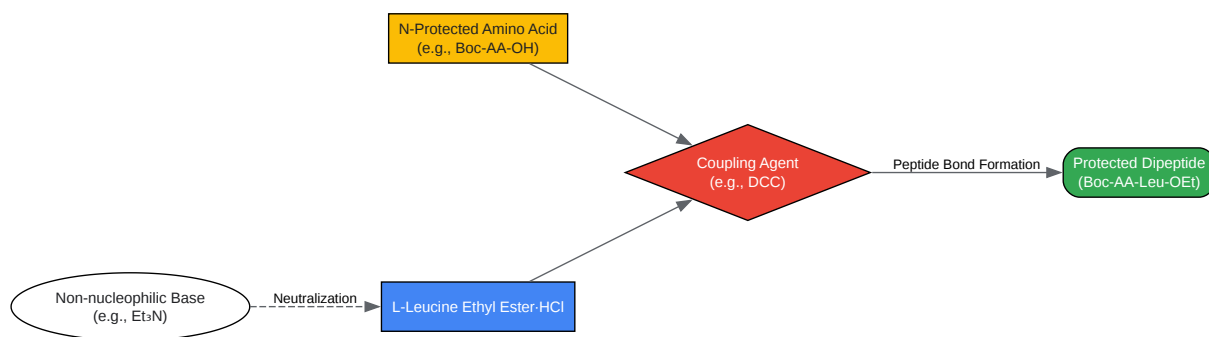 N-Protected Amino Acid
(e.g., Boc-AA-OH)
Coupling Agent
(e.g., DCC)
Peptide Bond Formation
Protected Dipeptide
(Boc-AA-Leu-OEt)
Non-nucleophilic Base
(e.g., Et₃N)
Neutralization
L-Leucine Ethyl Ester·HCl